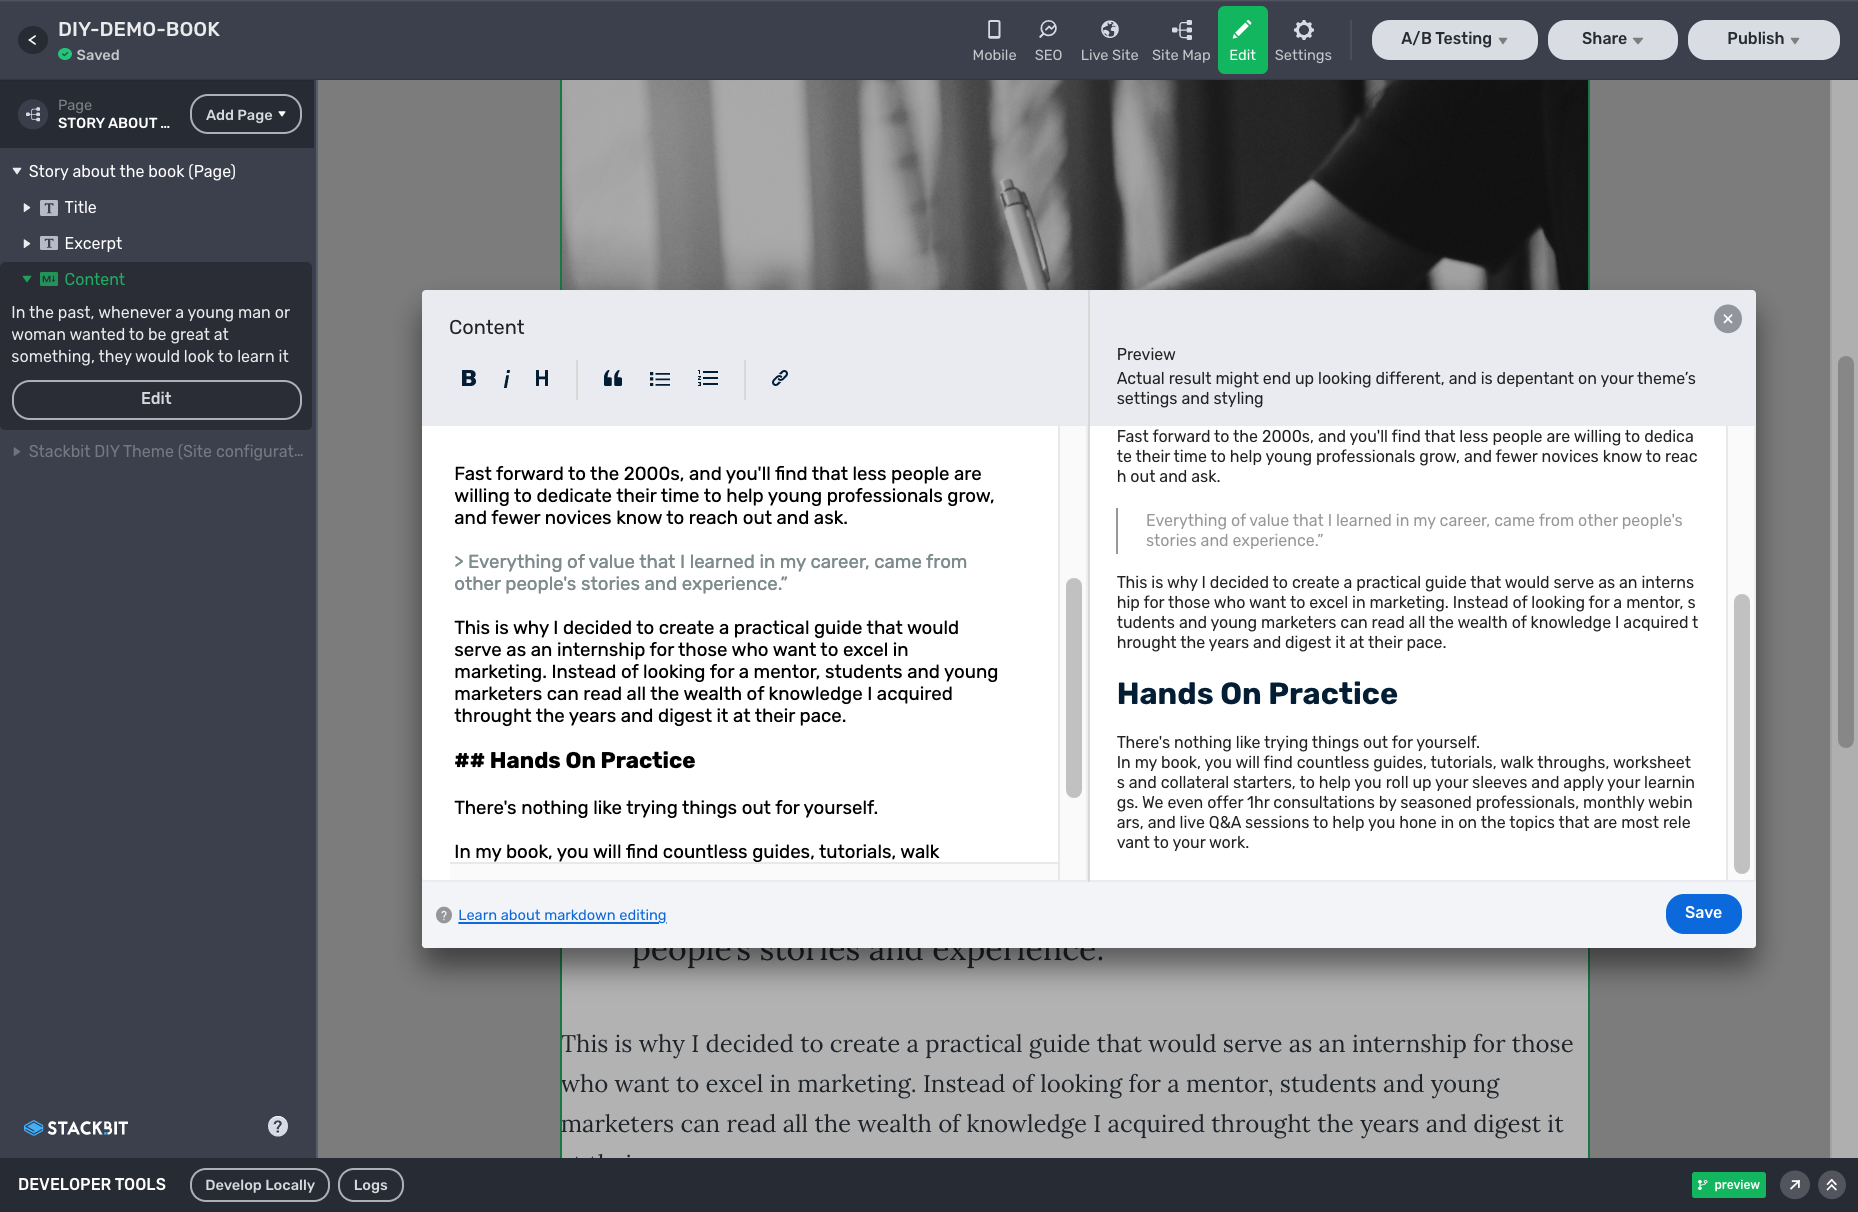 DIY-DEMO-BOOK
Saved
Mobile
SEO
Live Site
Site Map
Edit
Settings
A/B Testing
Share
Publish
Page
STORY ABOUT ...
Add Page
Story about the book (Page)
T Title
T Excerpt
M↓ Content
In the past, whenever a young man or
woman wanted to be great at
something, they would look to learn it
Edit
Stackbit DIY Theme (Site configurat...
Content
B i H
Preview
Actual result might end up looking different, and is depentant on your theme's
settings and styling
Fast forward to the 2000s, and you'll find that less people are
willing to dedicate their time to help young professionals grow,
and fewer novices know to reach out and ask.
> Everything of value that I learned in my career, came from
other people's stories and experience.”
This is why I decided to create a practical guide that would
serve as an internship for those who want to excel in
marketing. Instead of looking for a mentor, students and young
marketers can read all the wealth of knowledge I acquired
throught the years and digest it at their pace.
## Hands On Practice
There's nothing like trying things out for yourself.
In my book, you will find countless guides, tutorials, walk
Fast forward to the 2000s, and you'll find that less people are willing to dedica
te their time to help young professionals grow, and fewer novices know to reac
h out and ask.
Everything of value that I learned in my career, came from other people's
stories and experience.”
This is why I decided to create a practical guide that would serve as an interns
hip for those who want to excel in marketing. Instead of looking for a mentor, s
tudents and young marketers can read all the wealth of knowledge I acquired t
hrought the years and digest it at their pace.
Hands On Practice
There's nothing like trying things out for yourself.
In my book, you will find countless guides, tutorials, walk throughs, worksheet
s and collateral starters, to help you roll up your sleeves and apply your learnin
gs. We even offer 1hr consultations by seasoned professionals, monthly webin
ars, and live Q&A sessions to help you hone in on the topics that are most rele
vant to your work.
? Learn about markdown editing
Save
people's stories and experience.
This is why I decided to create a practical guide that would serve as an internship for those
who want to excel in marketing. Instead of looking for a mentor, students and young
marketers can read all the wealth of knowledge I acquired throught the years and digest it
STACKBIT
?
DEVELOPER TOOLS
Develop Locally
Logs
preview